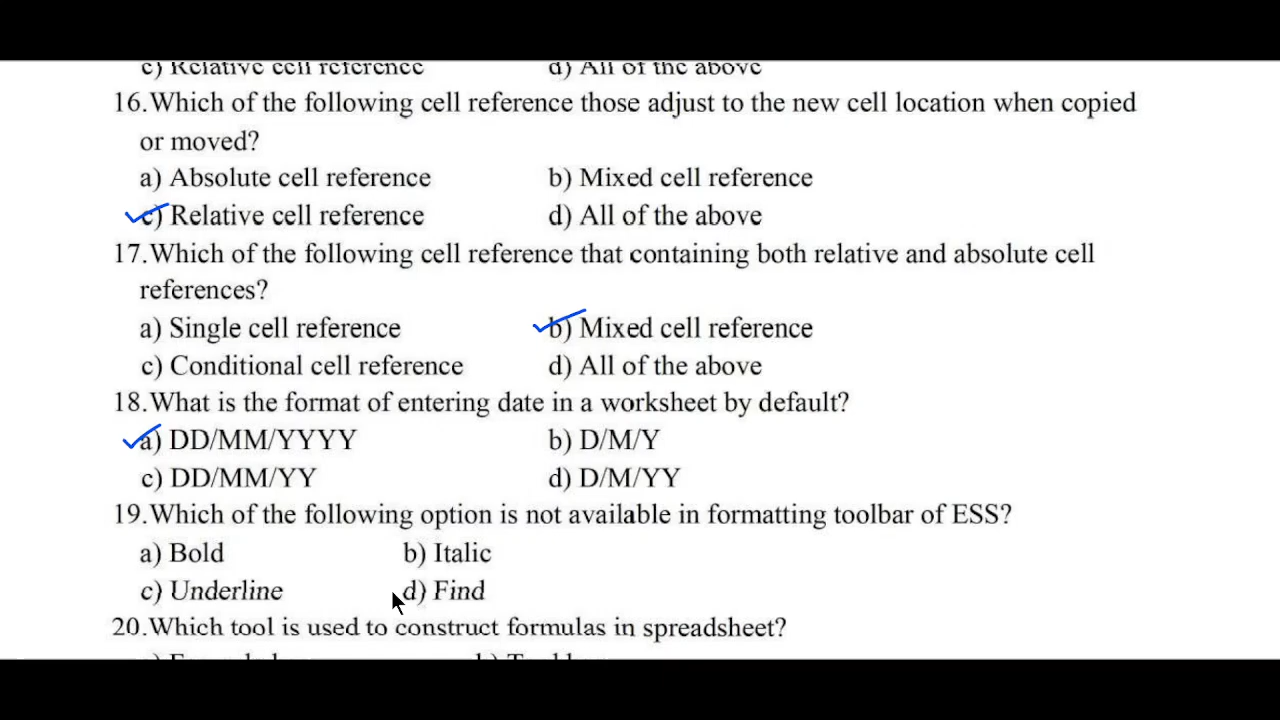 c) Relative cell reference d) All of the above
16.Which of the following cell reference those adjust to the new cell location when copied
or moved?
a) Absolute cell reference b) Mixed cell reference
c) Relative cell reference d) All of the above
17.Which of the following cell reference that containing both relative and absolute cell
references?
a) Single cell reference b) Mixed cell reference
c) Conditional cell reference d) All of the above
18.What is the format of entering date in a worksheet by default?
a) DD/MM/YYYY b) D/M/Y
c) DD/MM/YY d) D/M/YY
19.Which of the following option is not available in formatting toolbar of ESS?
a) Bold b) Italic
c) Underline d) Find
20.Which tool is used to construct formulas in spreadsheet?